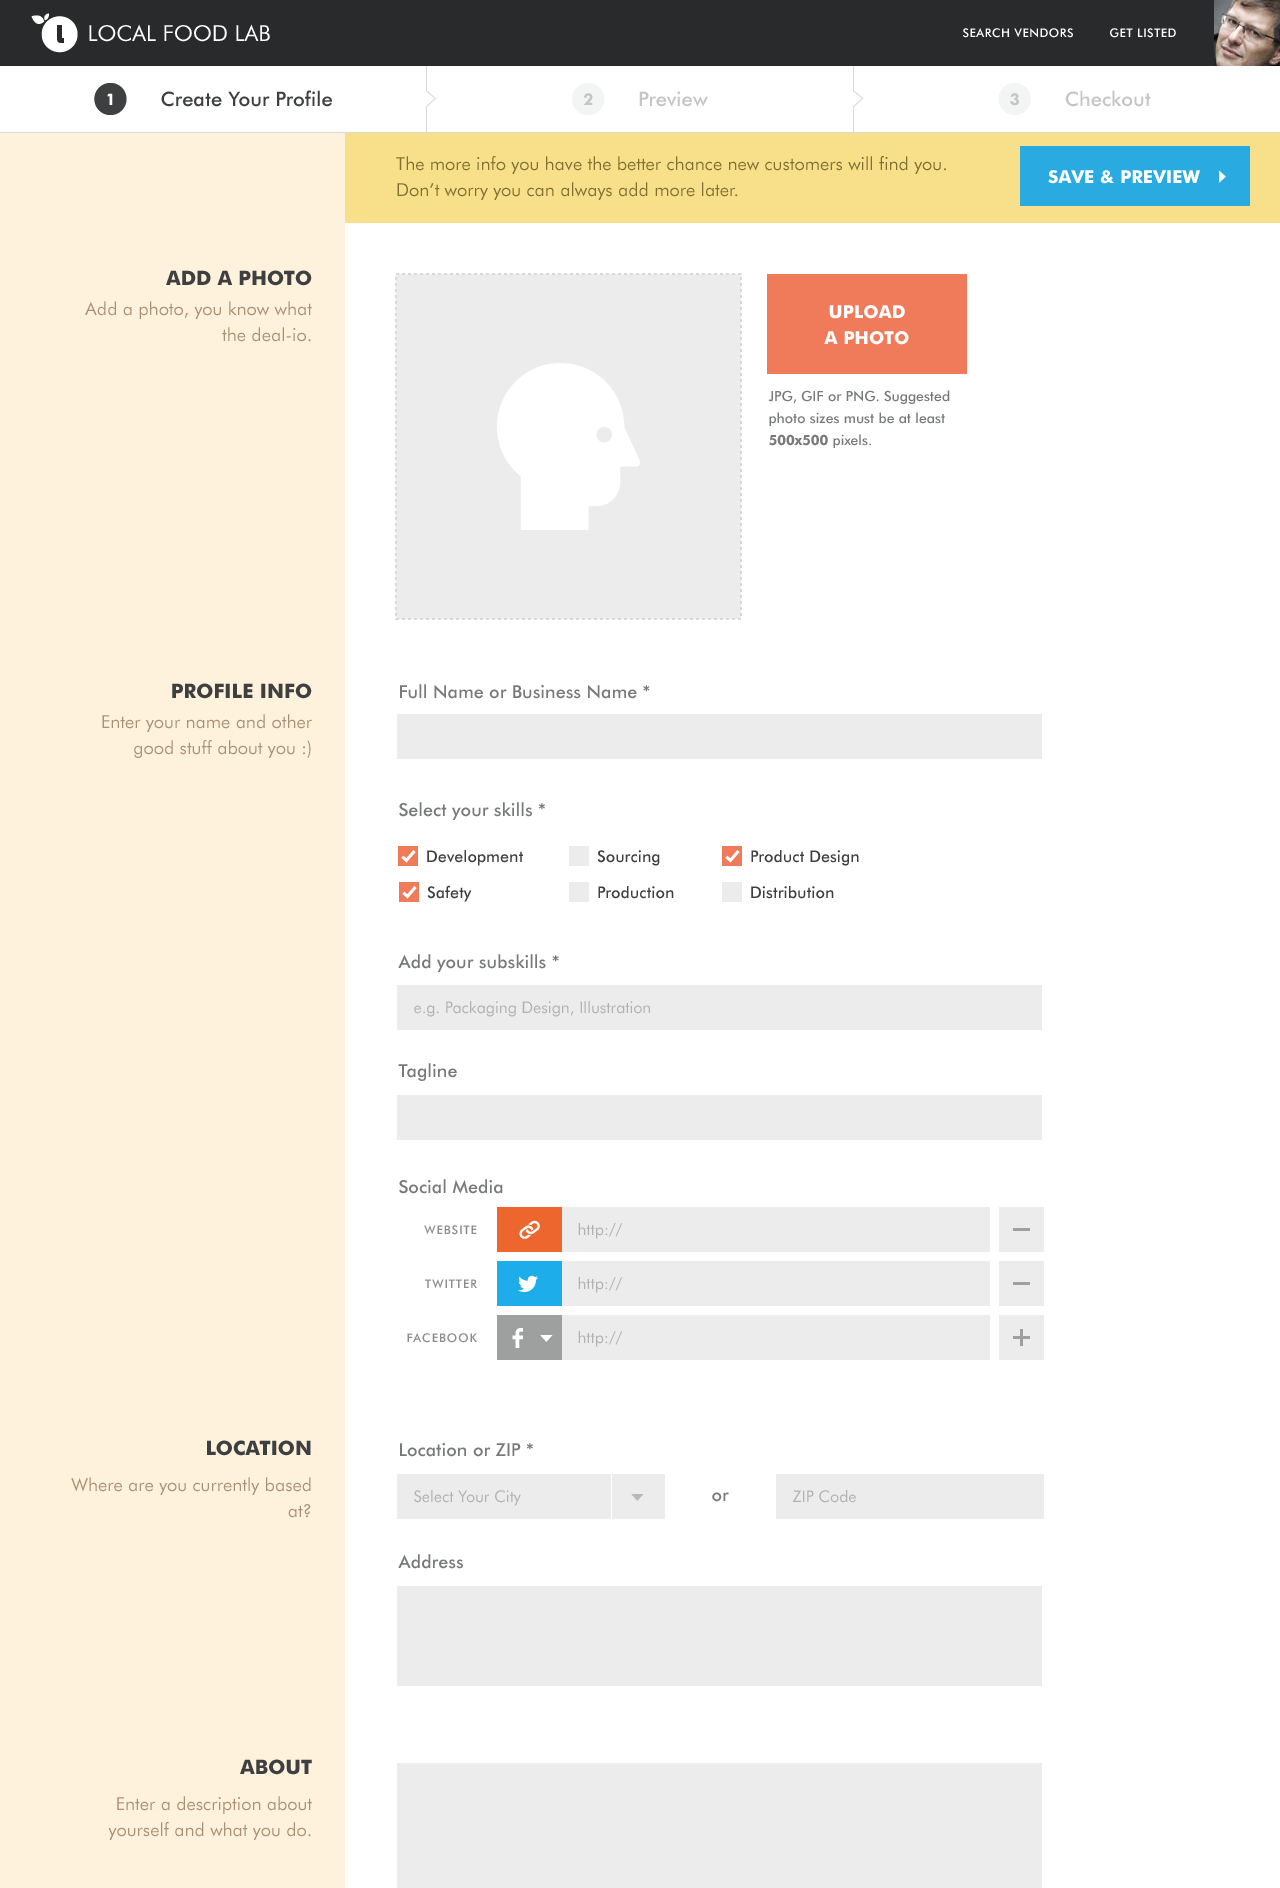 LOCAL FOOD LAB
SEARCH VENDORS
GET LISTED
1
Create Your Profile
2
Preview
3
Checkout
The more info you have the better chance new customers will find you.
Don't worry you can always add more later.
SAVE & PREVIEW
ADD A PHOTO
Add a photo, you know what
the deal-io.
UPLOAD
A PHOTO
JPG, GIF or PNG. Suggested
photo sizes must be at least
500x500 pixels.
PROFILE INFO
Enter your name and other
good stuff about you :)
Full Name or Business Name *
Select your skills *
Development
Sourcing
Product Design
Safety
Production
Distribution
Add your subskills *
e.g. Packaging Design, Illustration
Tagline
Social Media
WEBSITE
http://
TWITTER
http://
FACEBOOK
http://
LOCATION
Where are you currently based
at?
Location or ZIP *
Select Your City
or
ZIP Code
Address
ABOUT
Enter a description about
yourself and what you do.